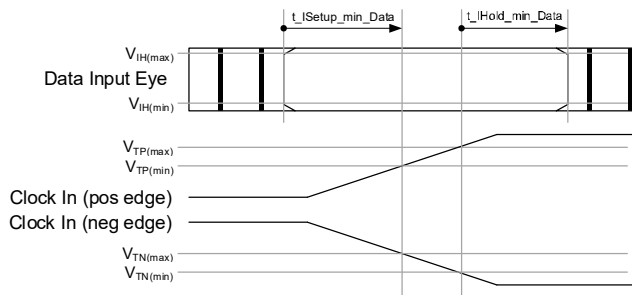 t_ISetup_min_Data t_IHold_min_Data
VIH(max)
Data Input Eye
VIH(min)
VTP(max)
VTP(min)
Clock In (pos edge)
Clock In (neg edge)
VTN(max)
VTN(min)